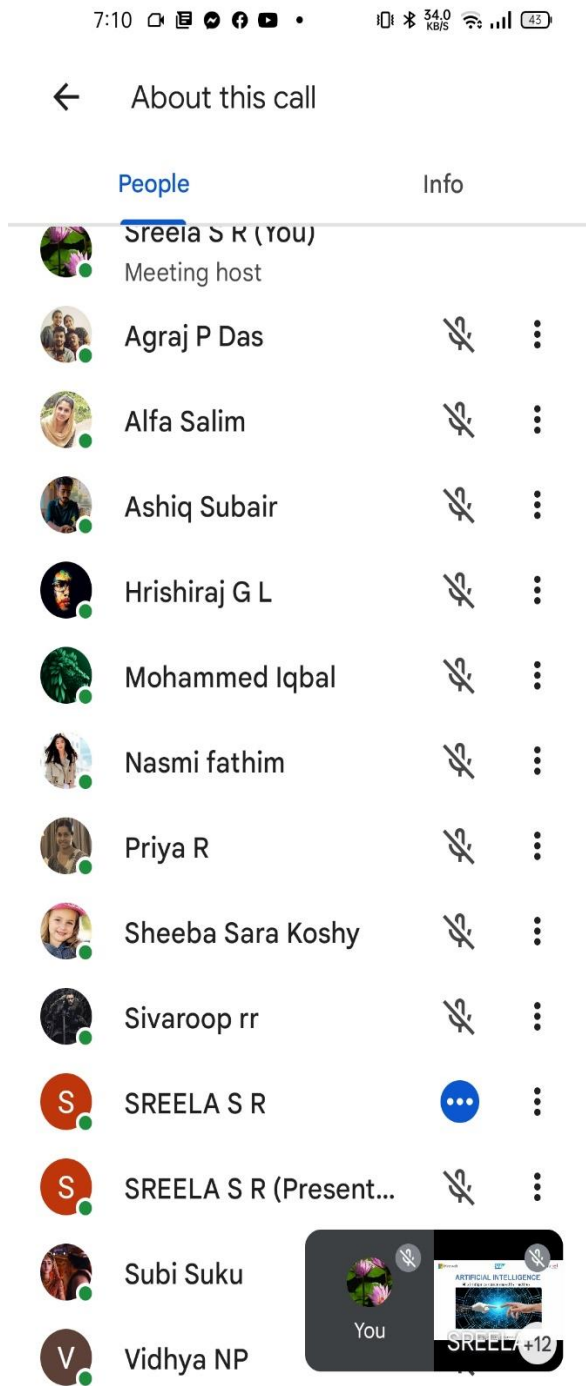 7:10
34.0
KB/S
43
About this call
People
Info
Sreela S R (You)
Meeting host
Agraj P Das
Alfa Salim
Ashiq Subair
Hrishiraj G L
Mohammed Iqbal
Nasmi fathim
Priya R
Sheeba Sara Koshy
Sivaroop rr
S
SREELA S R
S
SREELA S R (Present...
Subi Suku
ARTIFICIAL INTELLIGENCE
You
SREELA
+12
V
Vidhya NP